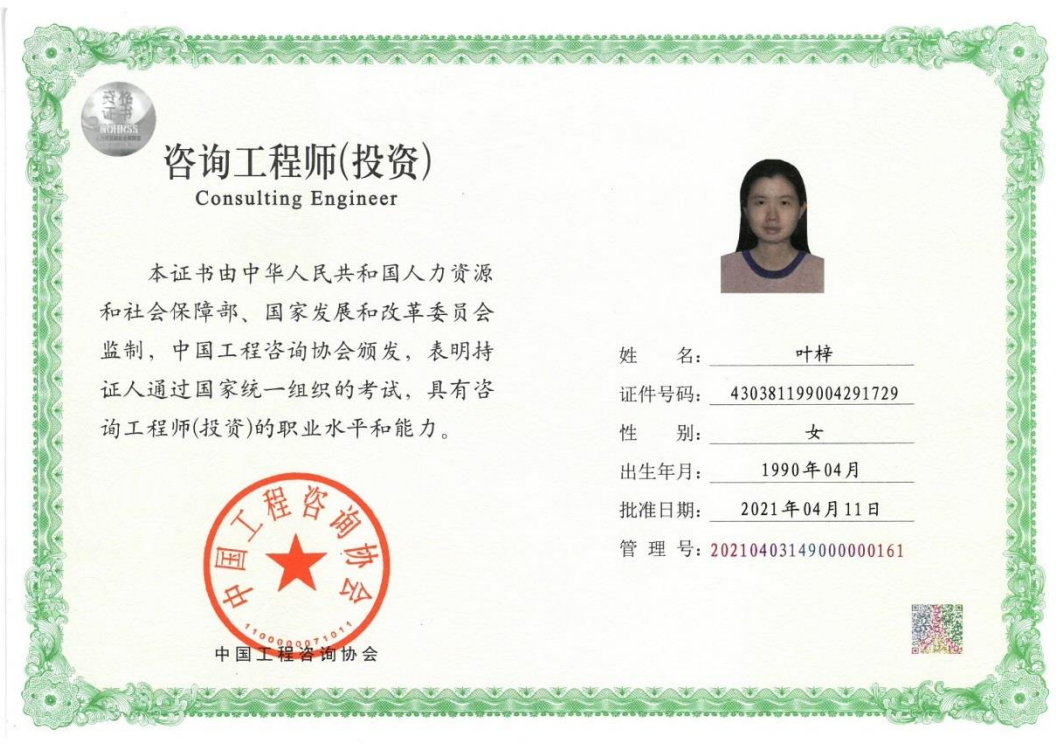 资格
证书
咨询工程师(投资)
Consulting Engineer
本证书由中华人民共和国人力资源
和社会保障部、国家发展和改革委员会
监制，中国工程咨询协会颁发，表明持
证人通过国家统一组织的考试，具有咨
询工程师(投资)的职业水平和能力。
中国工程咨询协会
1100000071011
中国工程咨询协会
姓 名: 叶梓
证件号码: 430381199004291729
性 别: 女
出生年月: 1990年04月
批准日期: 2021年04月11日
管 理 号: 20210403149000000161